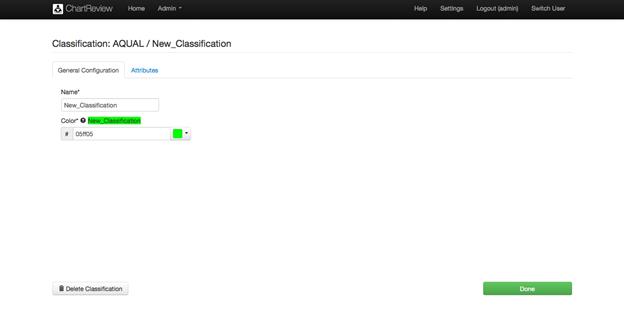 ChartReview Home Admin Help Settings Logout (admin) Switch User
Classification: AQUAL / New_Classification
General Configuration Attributes
Name*
New_Classification
Color* New_Classification
# 05ff05
Delete Classification Done